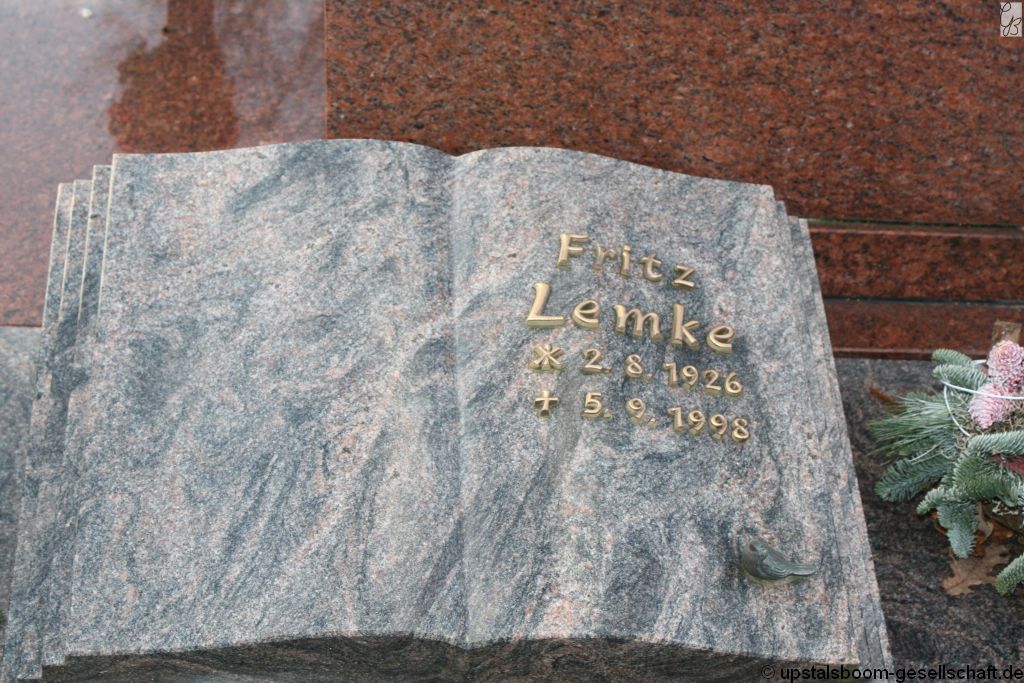 Fritz
Lemke
* 2. 8. 1926
+ 5. 9. 1998
© upstalsboom-gesellschaft.de